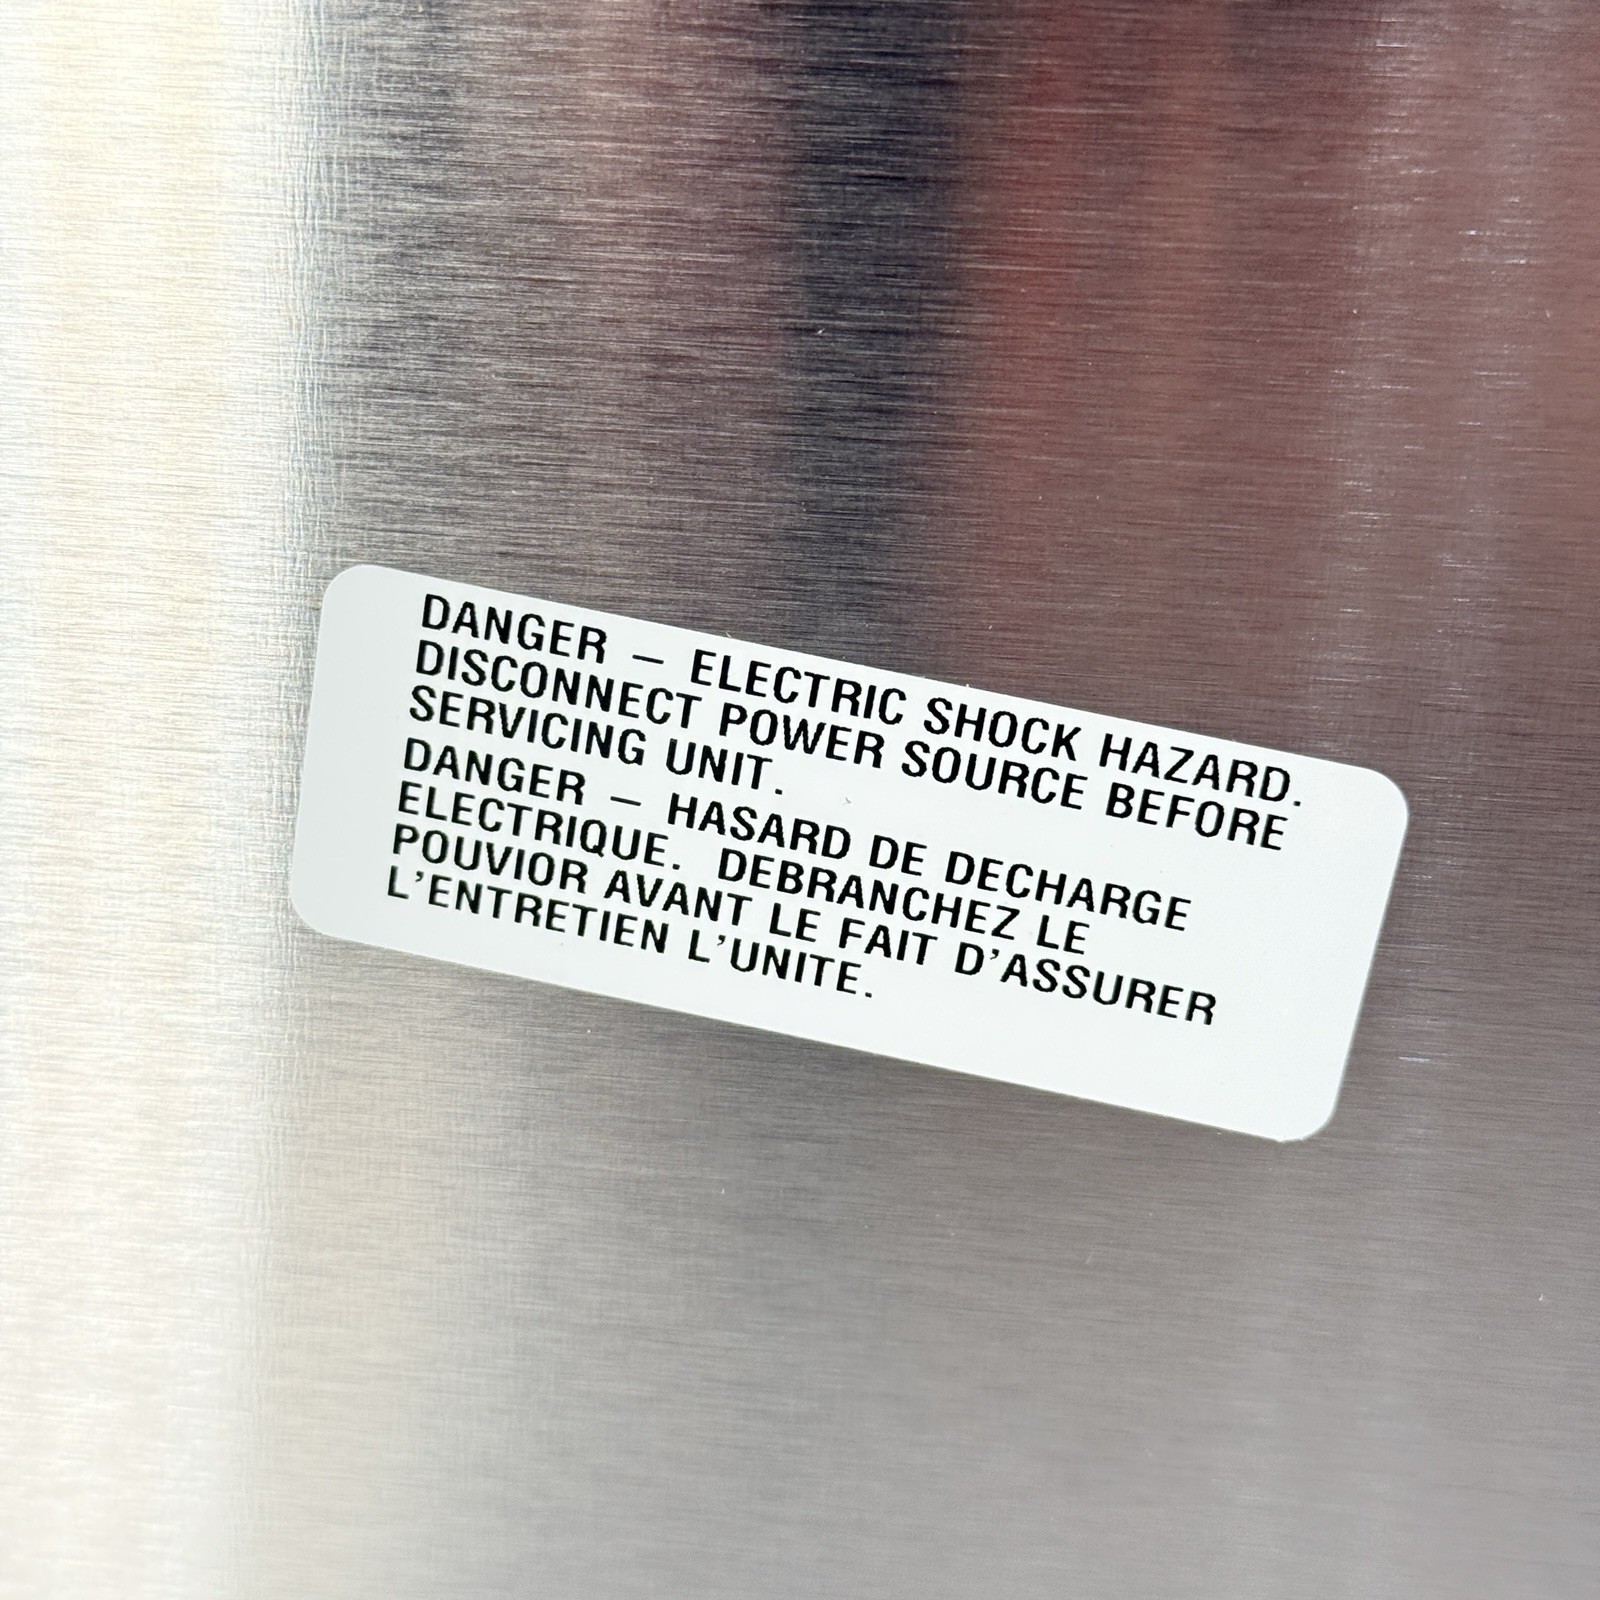 DANGER – ELECTRIC SHOCK HAZARD.
DISCONNECT POWER SOURCE BEFORE
SERVICING UNIT.
DANGER – HASARD DE DECHARGE
ELECTRIQUE. DEBRANCHEZ LE
POUVIOR AVANT LE FAIT D'ASSURER
L'ENTRETIEN L'UNITE.